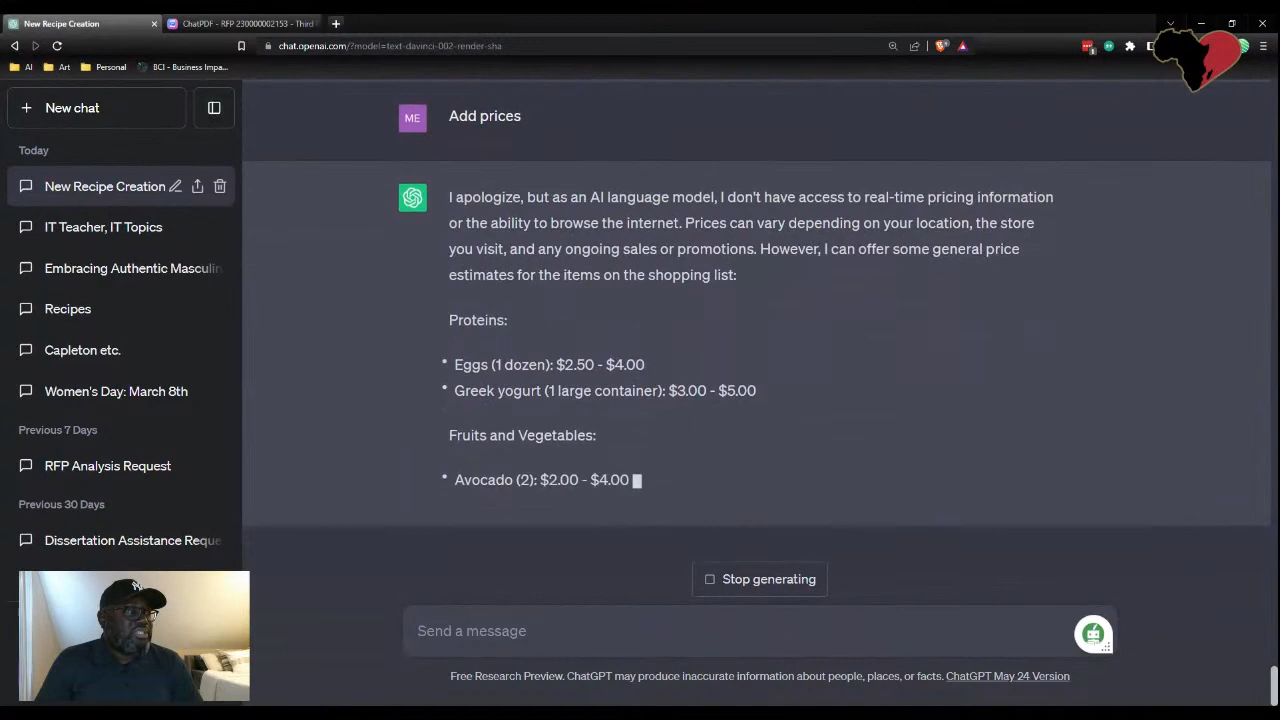 New Recipe Creation
ChatPDF - RFP 230000002153 - Third
chat.openai.com/?model=text-davinci-002-render-sha
AI
Art
Personal
BCI - Business Impa...
New chat
Today
New Recipe Creation
IT Teacher, IT Topics
Embracing Authentic Masculin
Recipes
Capleton etc.
Women's Day: March 8th
Previous 7 Days
RFP Analysis Request
Previous 30 Days
Dissertation Assistance Reque
ME
Add prices
I apologize, but as an AI language model, I don't have access to real-time pricing information
or the ability to browse the internet. Prices can vary depending on your location, the store
you visit, and any ongoing sales or promotions. However, I can offer some general price
estimates for the items on the shopping list:
Proteins:
• Eggs (1 dozen): $2.50 - $4.00
• Greek yogurt (1 large container): $3.00 - $5.00
Fruits and Vegetables:
• Avocado (2): $2.00 - $4.00
Stop generating
Send a message
Free Research Preview. ChatGPT may produce inaccurate information about people, places, or facts. ChatGPT May 24 Version